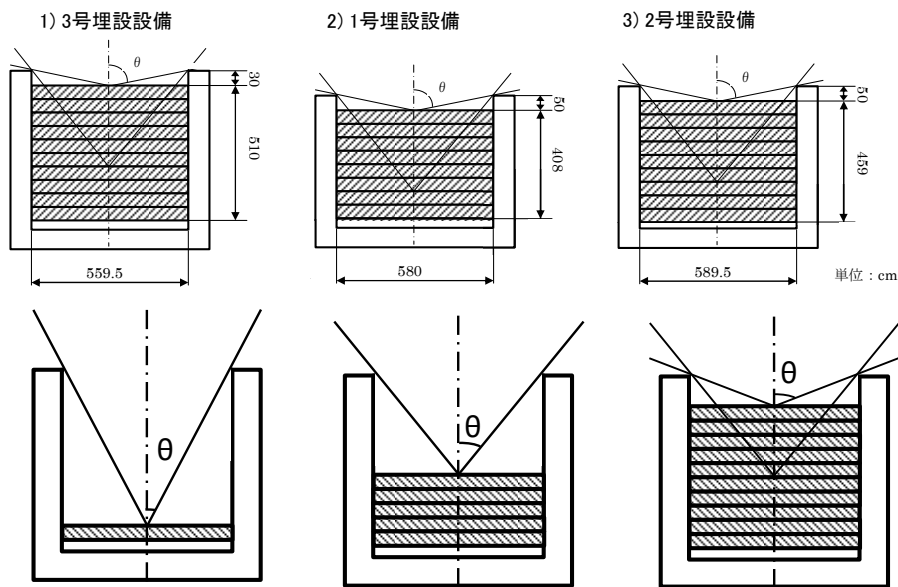 1) 3号埋設設備
2) 1号埋設設備
3) 2号埋設設備
θ
30
510
559.5
θ
50
408
580
θ
50
459
589.5
単位：cm
θ
θ
θ